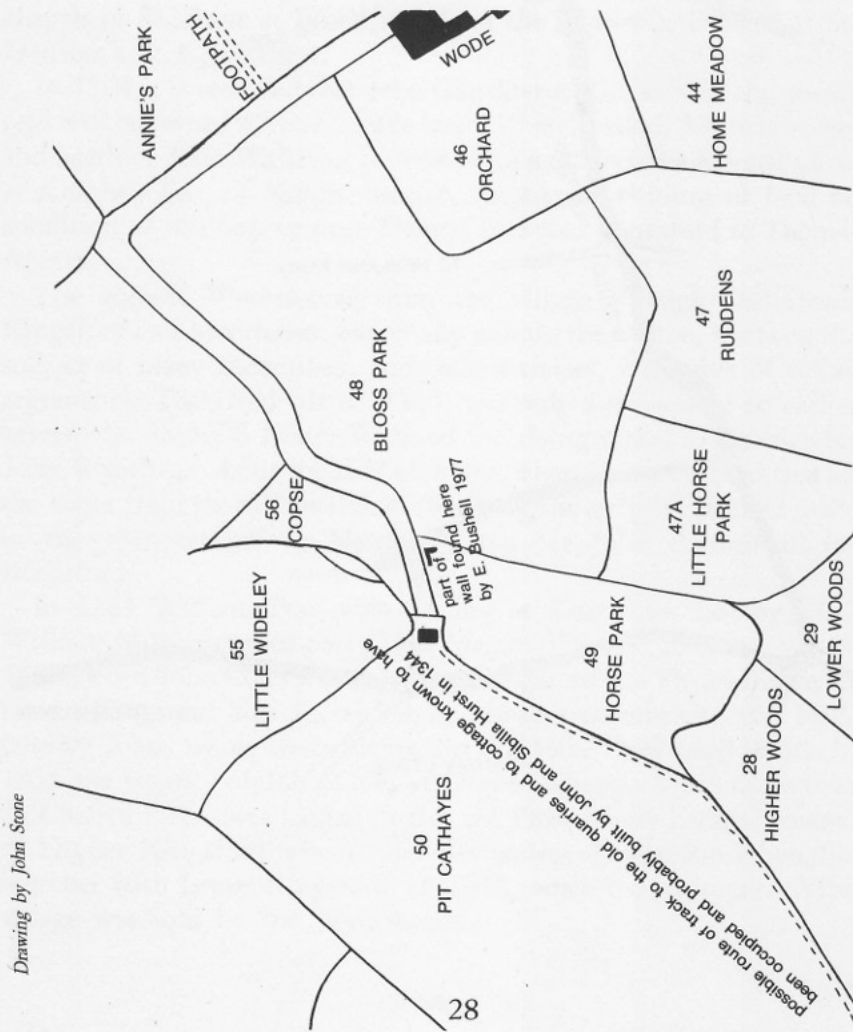 Drawing by John Stone
ANNIE'S PARK
FOOTPATH
WODE
46
ORCHARD
44
HOME MEADOW
48
BLOSS PARK
47
RUDDENS
56
COPSE
part of
wall found here
by E. Bushell 1977
47A
LITTLE HORSE
PARK
55
LITTLE WIDELEY
49
HORSE PARK
29
LOWER WOODS
28
HIGHER WOODS
50
PIT CATHAYES
possible route of track to the old quarries and to cottage known to have
been occupied and probably built by John and Sibilla Hurst in 1344
28